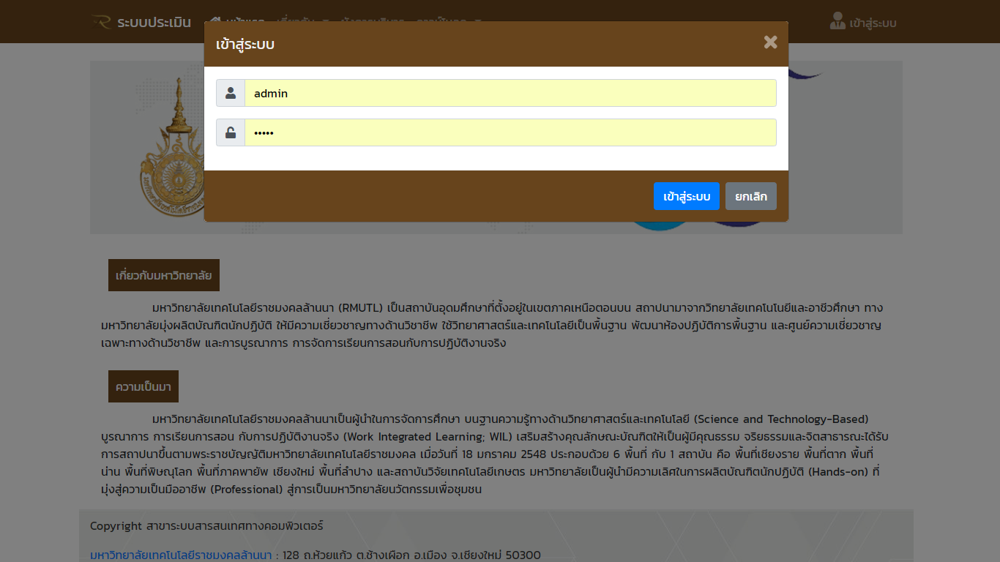 ระบบประเมิน
เข้าสู่ระบบ
เข้าสู่ระบบ
admin
•••••
เข้าสู่ระบบ ยกเลิก
เกี่ยวกับมหาวิทยาลัย
มหาวิทยาลัยเทคโนโลยีราชมงคลล้านนา (RMUTL) เป็นสถาบันอุดมศึกษาที่ตั้งอยู่ในเขตภาคเหนือตอนบน สถาปนามาจากวิทยาลัยเทคโนโนยีและอาชีวศึกษา ทาง
มหาวิทยาลัยมุ่งผลิตบัณฑิตนักปฏิบัติ ให้มีความเชี่ยวชาญทางด้านวิชาชีพ ใช้วิทยาศาสตร์และเทคโนโลยีเป็นพื้นฐาน พัฒนาห้องปฏิบัติการพื้นฐาน และศูนย์ความเชี่ยวชาญ
เฉพาะทางด้านวิชาชีพ และการบูรณาการ การจัดการเรียนการสอนกับการปฏิบัติงานจริง
ความเป็นมา
มหาวิทยาลัยเทคโนโลยีราชมงคลล้านนาเป็นผู้นำในการจัดการศึกษา บนฐานความรู้ทางด้านวิทยาศาสตร์และเทคโนโลยี (Science and Technology-Based)
บูรณาการ การเรียนการสอน กับการปฏิบัติงานจริง (Work Integrated Learning; WIL) เสริมสร้างคุณลักษณะบัณฑิตให้เป็นผู้มีคุณธรรม จริยธรรมและจิตสาธารณะได้รับ
การสถาปนาขึ้นตามพระราชบัญญัติมหาวิทยาลัยเทคโนโลยีราชมงคล เมื่อวันที่ 18 มกราคม 2548 ประกอบด้วย 6 พื้นที่ กับ 1 สถาบัน คือ พื้นที่เชียงราย พื้นที่ตาก พื้นที่
น่าน พื้นที่พิษณุโลก พื้นที่ภาคพายัพ เชียงใหม่ พื้นที่ลำปาง และสถาบันวิจัยเทคโนโลยีเกษตร มหาวิทยาลัยเป็นผู้นำมีความเลิศในการผลิตบัณฑิตนักปฏิบัติ (Hands-on) ที่
มุ่งสู่ความเป็นมืออาชีพ (Professional) สู่การเป็นมหาวิทยาลัยนวัตกรรมเพื่อชุมชน
Copyright สาขาระบบสารสนเทศทางคอมพิวเตอร์
มหาวิทยาลัยเทคโนโลยีราชมงคลล้านนา : 128 ถ.ห้วยแก้ว ต.ช้างเผือก อ.เมือง จ.เชียงใหม่ 50300